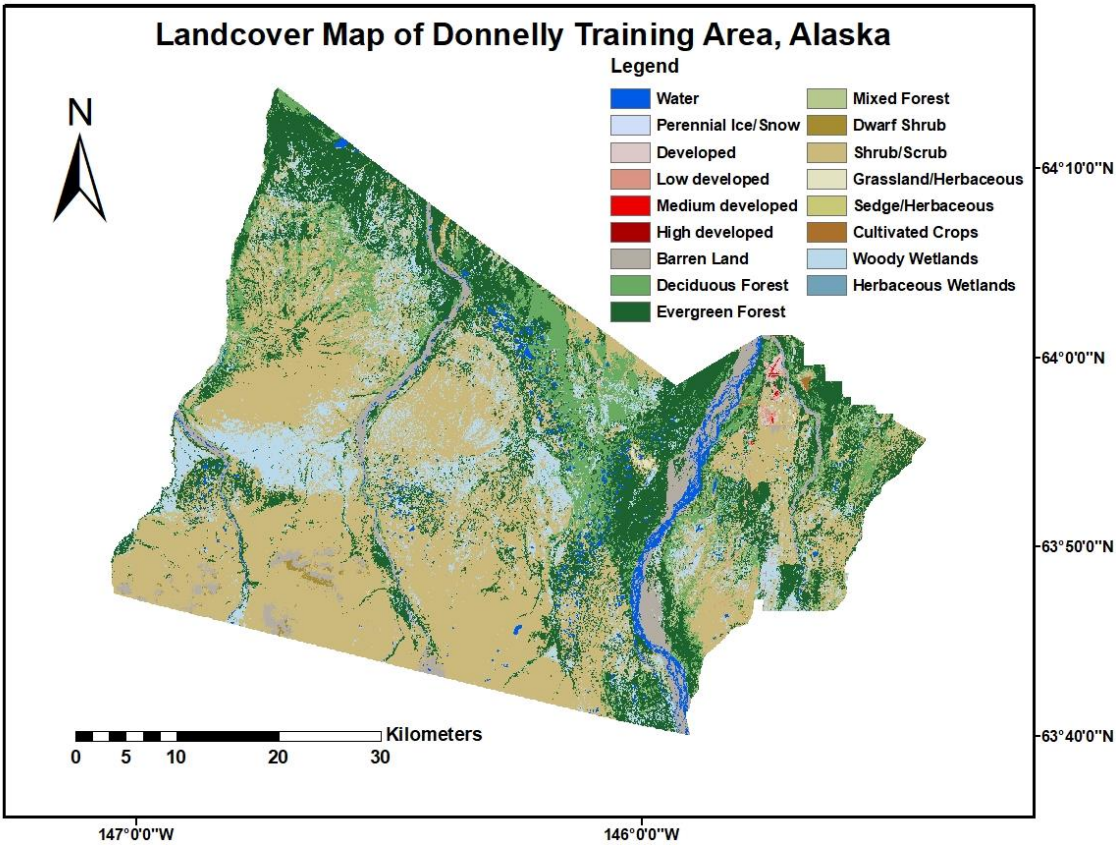 Landcover Map of Donnelly Training Area, Alaska
Legend
Water
Perennial Ice/Snow
Developed
Low developed
Medium developed
High developed
Barren Land
Deciduous Forest
Evergreen Forest
Mixed Forest
Dwarf Shrub
Shrub/Scrub
Grassland/Herbaceous
Sedge/Herbaceous
Cultivated Crops
Woody Wetlands
Herbaceous Wetlands
N
64°10'0"N
64°0'0"N
63°50'0"N
63°40'0"N
Kilometers
0 5 10 20 30
147°0'0"W 146°0'0"W